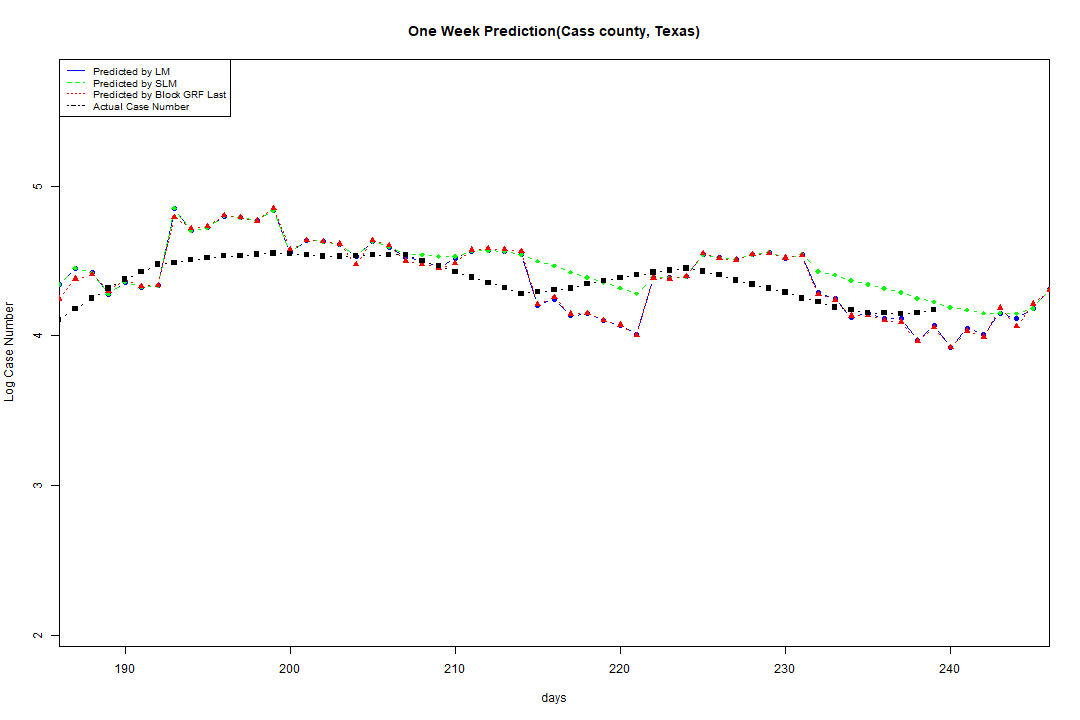 One Week Prediction(Cass county, Texas)
Predicted by LM
Predicted by SLM
Predicted by Block GRF Last
Actual Case Number
5
4
3
2
Log Case Number
190 200 210 220 230 240
days